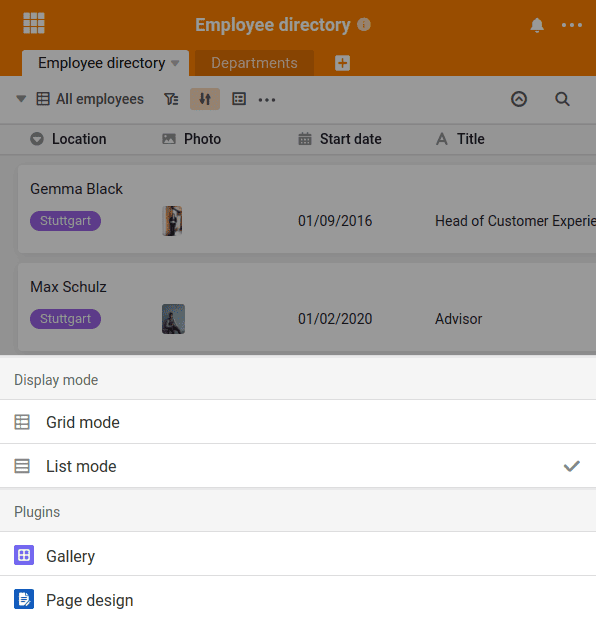 Employee directory
Employee directory Departments
All employees
Location Photo Start date Title
Gemma Black
Stuttgart 01/09/2016 Head of Customer Experie
Max Schulz
Stuttgart 01/02/2020 Advisor
Display mode
Grid mode
List mode
Plugins
Gallery
Page design